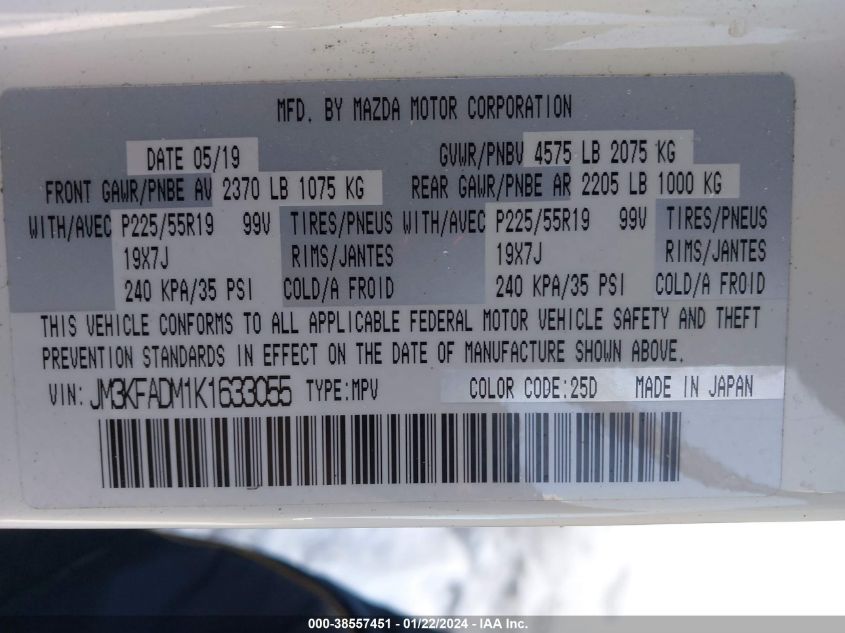 MFD. BY MAZDA MOTOR CORPORATION
DATE 05/19 GVWR/PNBV 4575 LB 2075 KG
FRONT GAWR/PNBE AV 2370 LB 1075 KG REAR GAWR/PNBE AR 2205 LB 1000 KG
WITH/AVEC P225/55R19 99V TIRES/PNEUS WITH/AVEC P225/55R19 99V TIRES/PNEUS
19X7J RIMS/JANTES 19X7J RIMS/JANTES
240 KPA/35 PSI COLD/A FROID 240 KPA/35 PSI COLD/A FROID
THIS VEHICLE CONFORMS TO ALL APPLICABLE FEDERAL MOTOR VEHICLE SAFETY AND THEFT
PREVENTION STANDARDS IN EFFECT ON THE DATE OF MANUFACTURE SHOWN ABOVE.
VIN: JM3KFADM1K1633055 TYPE:MPV COLOR CODE:25D MADE IN JAPAN
000-38557451 - 01/22/2024 - IAA Inc.